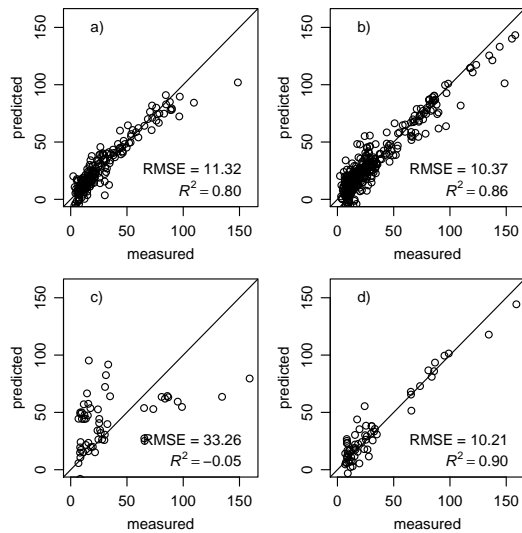 a)
predicted
0 50 100 150
RMSE = 11.32
R² = 0.80
0 50 100 150
measured
b)
predicted
0 50 100 150
RMSE = 10.37
R² = 0.86
0 50 100 150
measured
c)
predicted
0 50 100 150
RMSE = 33.26
R² = −0.05
0 50 100 150
measured
d)
predicted
0 50 100 150
RMSE = 10.21
R² = 0.90
0 50 100 150
measured